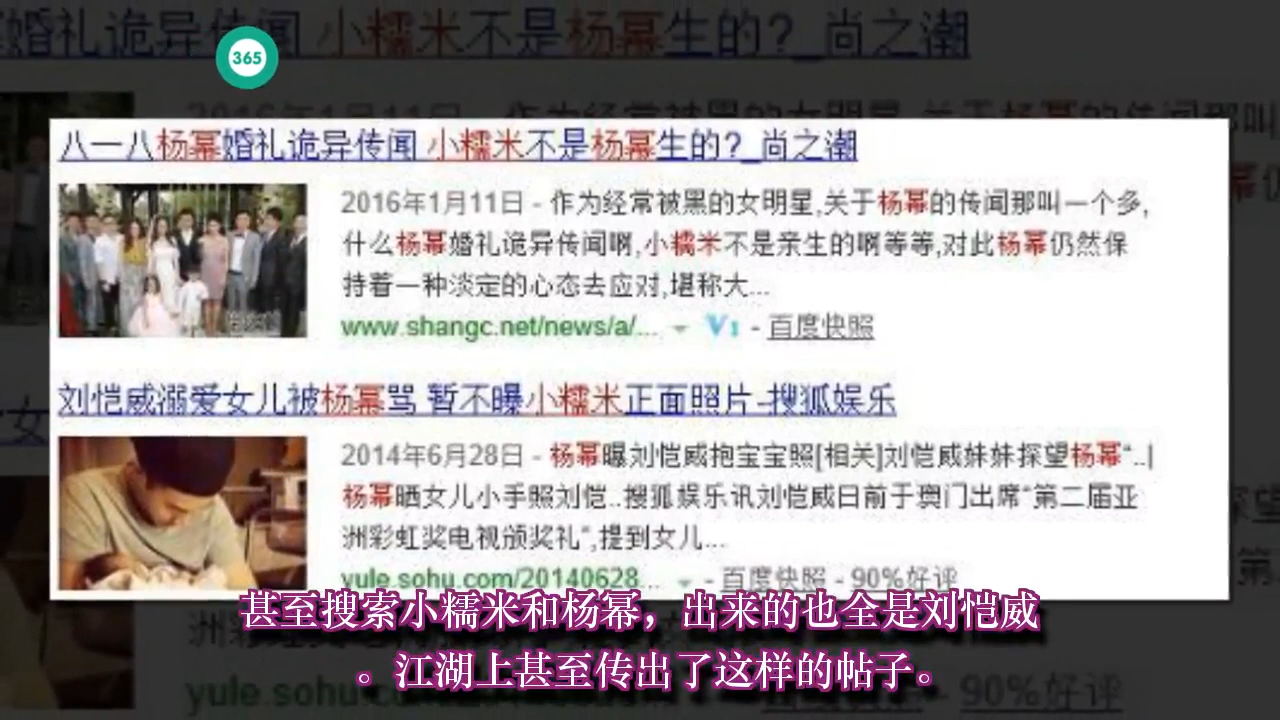 婚礼诡异传闻 小糯米不是杨幂生的?_尚之潮
365
八一八杨幂婚礼诡异传闻 小糯米不是杨幂生的?_尚之潮
2016年1月11日 - 作为经常被黑的女明星,关于杨幂的传闻那叫一个多,
什么杨幂婚礼诡异传闻啊,小糯米不是亲生的啊等等,对此杨幂仍然保
持着一种淡定的心态去应对,堪称大...
www.shangc.net/news/a/... V1 - 百度快照
刘恺威溺爱女儿被杨幂骂 暂不曝小糯米正面照片-搜狐娱乐
2014年6月28日 - 杨幂曝刘恺威抱宝宝照[相关]刘恺威妹妹探望杨幂“..|
杨幂晒女儿小手照刘恺..搜狐娱乐讯刘恺威日前于澳门出席“第二届亚
洲彩虹奖电视颁奖礼”,提到女儿...
yule.sohu.com/20140628... - 百度快照 - 90%好评
甚至搜索小糯米和杨幂，出来的也全是刘恺威
。江湖上甚至传出了这样的帖子。
90%好评